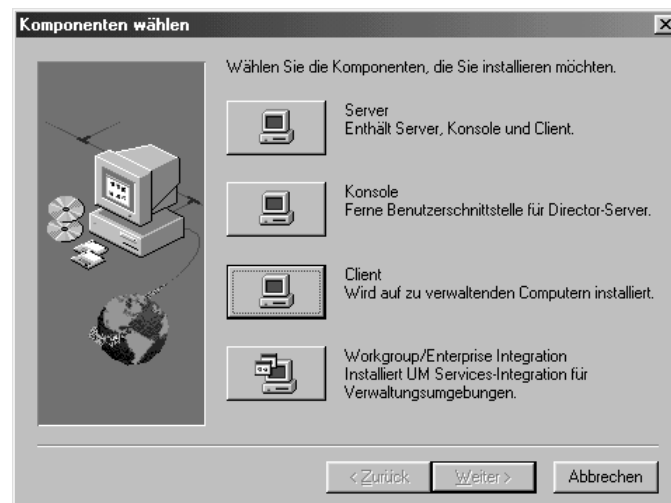 Komponenten wählen
Wählen Sie die Komponenten, die Sie installieren möchten.
Server
Enthält Server, Konsole und Client.
Konsole
Ferne Benutzerschnittstelle für Director-Server.
Client
Wird auf zu verwaltenden Computern installiert.
Workgroup/Enterprise Integration
Installiert UM Services-Integration für
Verwaltungsumgebungen.
< Zurück
Weiter >
Abbrechen